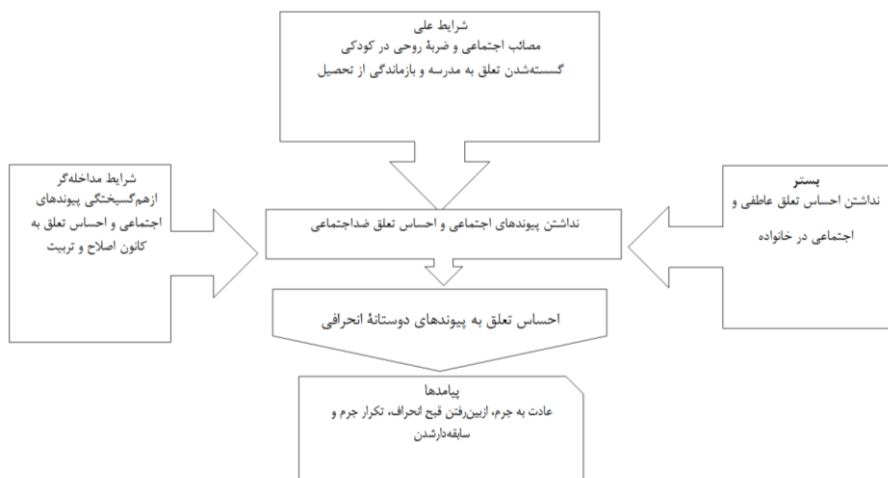 شرایط علی
مصائب اجتماعی و ضربۀ روحی در کودکی
گسسته‌شدن تعلق به مدرسه و بازماندگی از تحصیل
بستر
نداشتن احساس تعلق عاطفی و
اجتماعی در خانواده
شرایط مداخله‌گر
ازهم‌گسیختگی پیوندهای
اجتماعی و احساس تعلق به
کانون اصلاح و تربیت
نداشتن پیوندهای اجتماعی و احساس تعلق ضداجتماعی
احساس تعلق به پیوندهای دوستانۀ انحرافی
پیامدها
عادت به جرم، ازبین‌رفتن قبح انحراف، تکرار جرم و
سابقه‌دارشدن